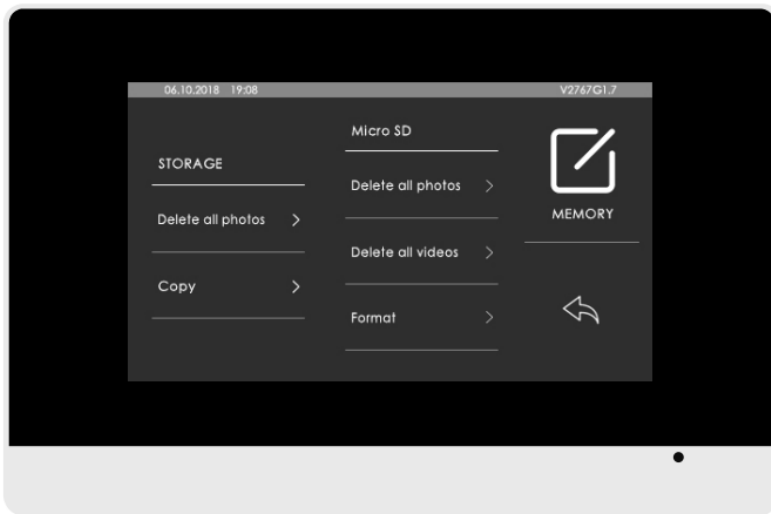 06.10.2018 19:08
V2767G1.7
STORAGE
Delete all photos
Copy
Micro SD
Delete all photos
Delete all videos
Format
MEMORY